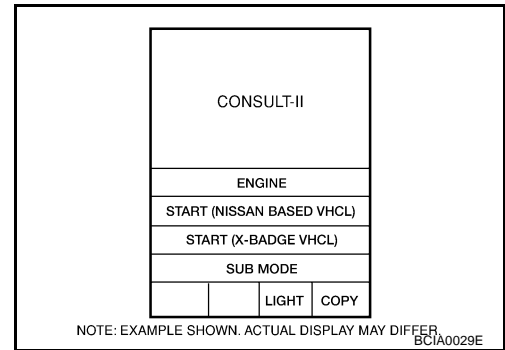 CONSULT-II
ENGINE
START (NISSAN BASED VHCL)
START (X-BADGE VHCL)
SUB MODE
LIGHT COPY
NOTE: EXAMPLE SHOWN. ACTUAL DISPLAY MAY DIFFER.
BCIA0029E